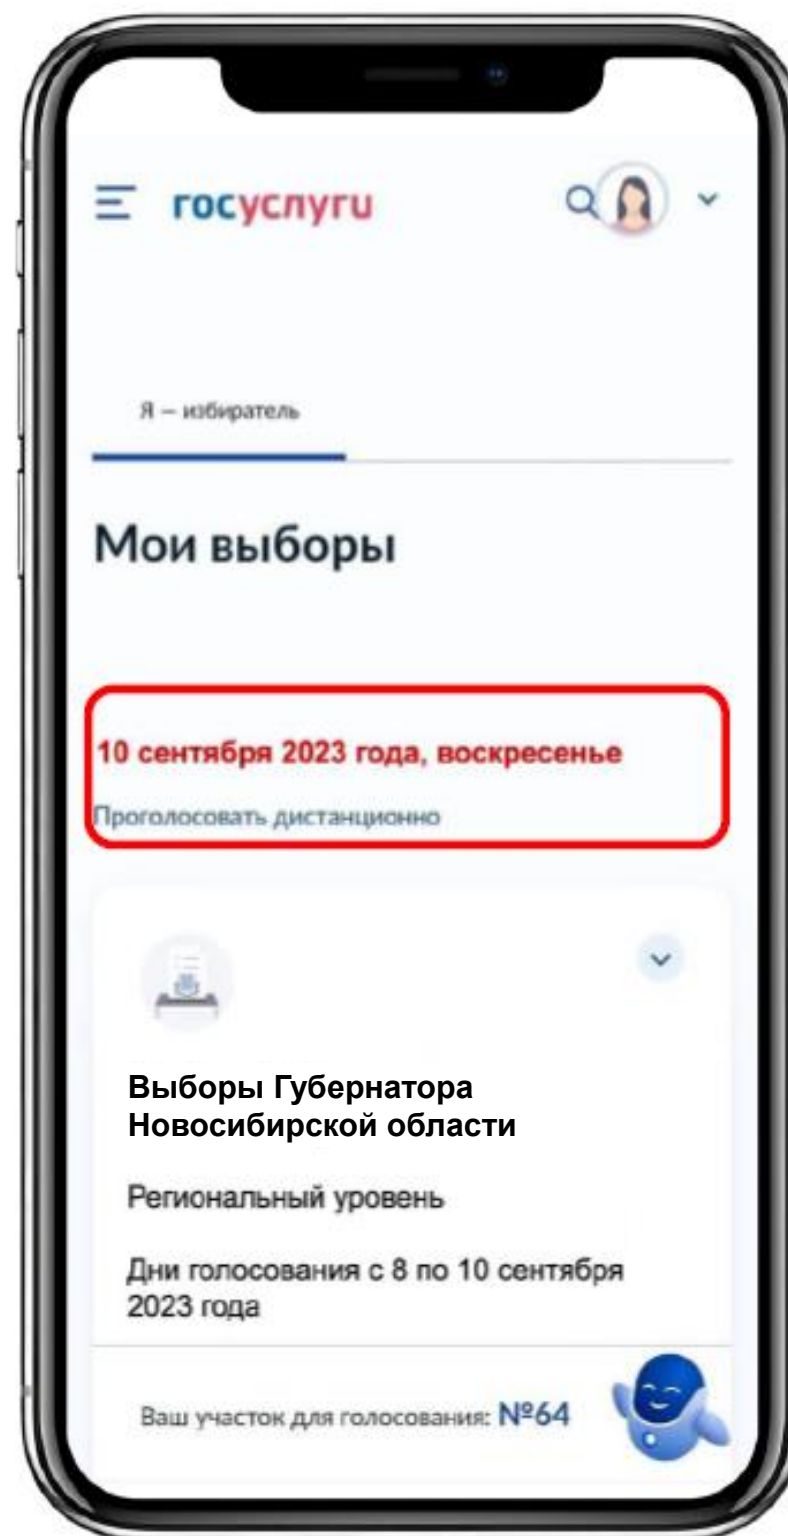 госуслуги
Я – избиратель
Мои выборы
10 сентября 2023 года, воскресенье
Проголосовать дистанционно
Выборы Губернатора
Новосибирской области
Региональный уровень
Дни голосования с 8 по 10 сентября
2023 года
Ваш участок для голосования: №64